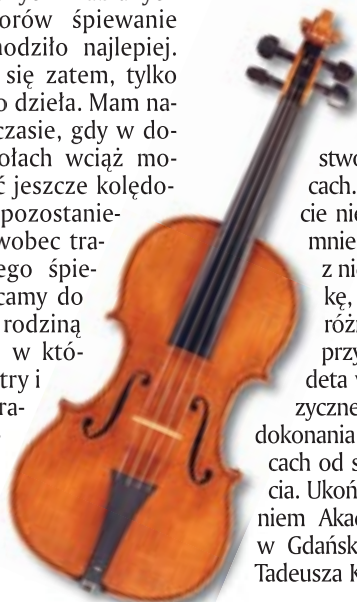 orów śpiewanie
hodziło najlepiej.
się zatem, tylko
o dzieła. Mam na-
czasie, gdy w do-
ołach wciąż mo-
ć jeszcze kolędo-
pozostanie-
wobec tra-
ego śpie-
camy do
rodziną
w któ-
try i
ra-
stwo
cach.
cie nie
mnie
z ni
kę,
różn
przy
deta w
zyczne
dokonania
cach od s
cia. Ukoń
niem Akad
w Gdańsk
Tadeusza K